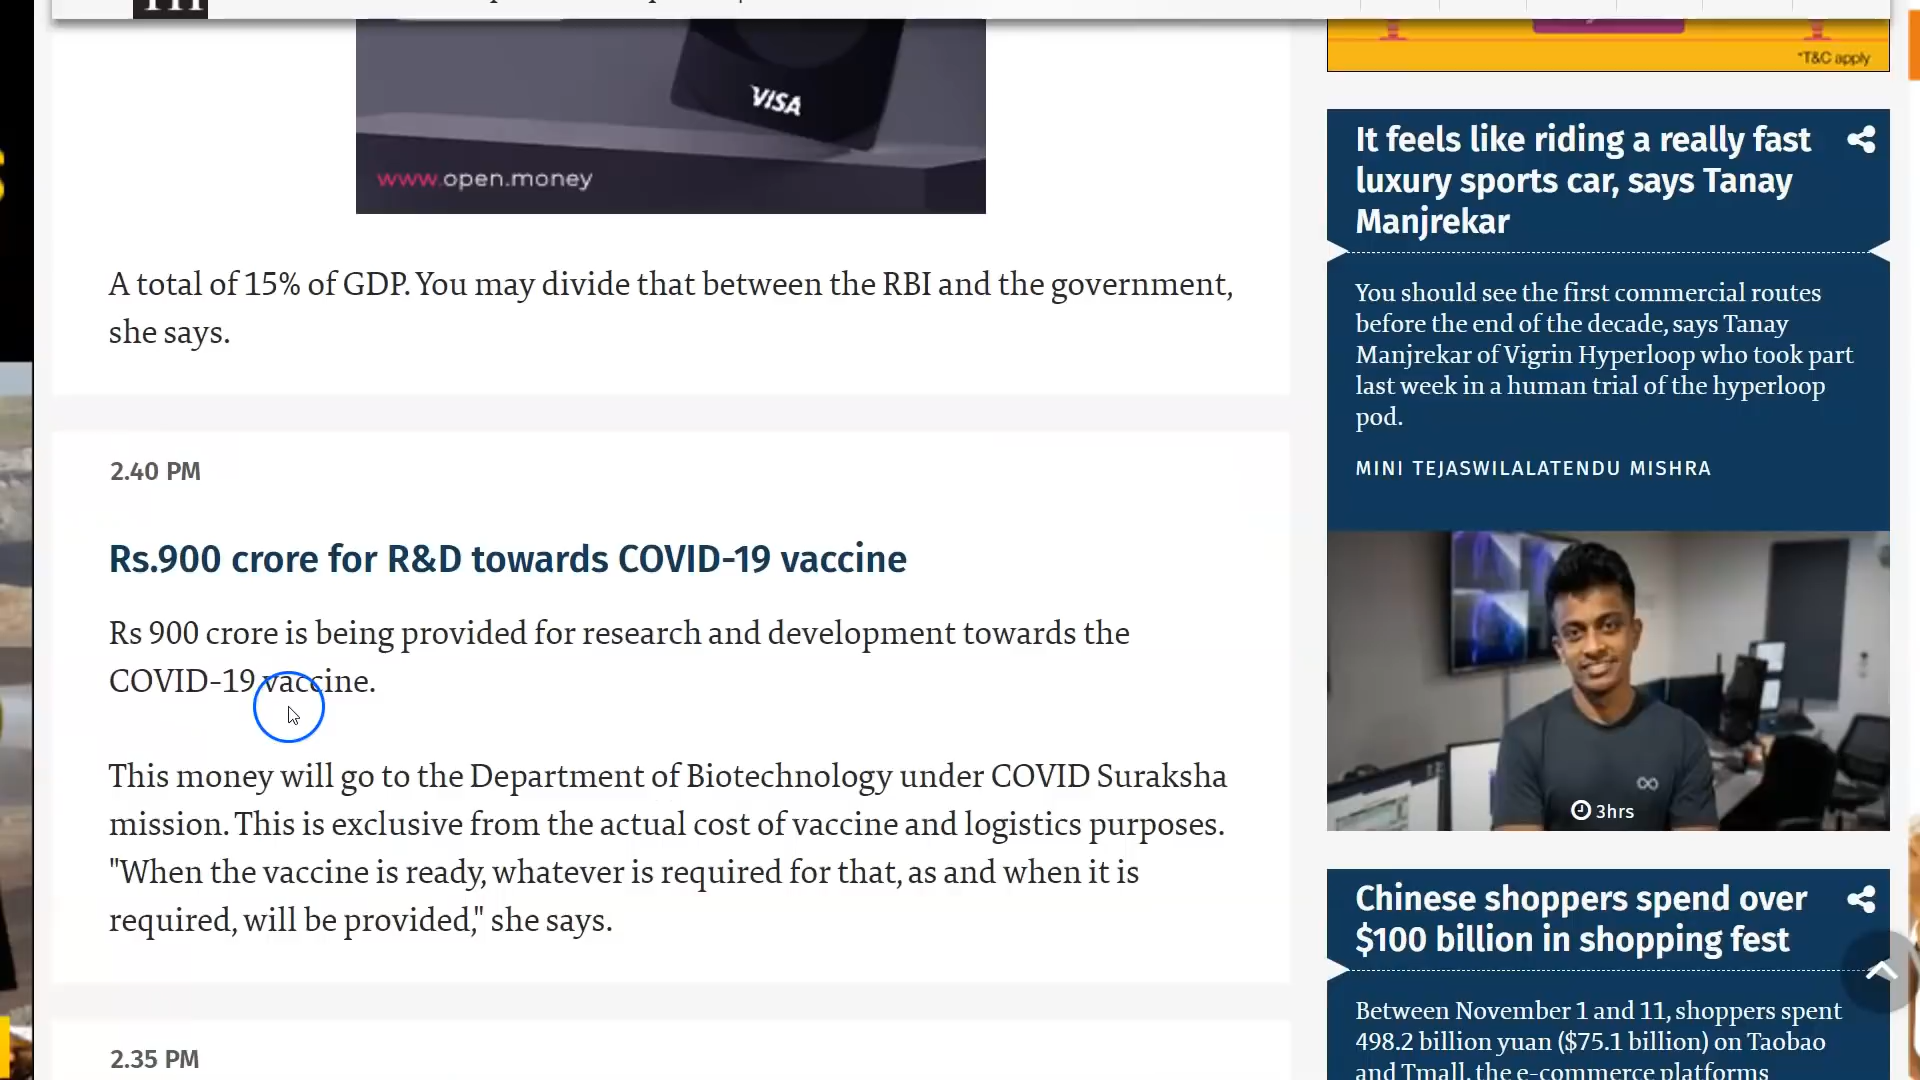 *T&C apply
VISA
www.open.money
A total of 15% of GDP. You may divide that between the RBI and the government,
she says.
2.40 PM
Rs.900 crore for R&D towards COVID-19 vaccine
Rs 900 crore is being provided for research and development towards the
COVID-19 vaccine.
This money will go to the Department of Biotechnology under COVID Suraksha
mission. This is exclusive from the actual cost of vaccine and logistics purposes.
"When the vaccine is ready, whatever is required for that, as and when it is
required, will be provided," she says.
2.35 PM
It feels like riding a really fast
luxury sports car, says Tanay
Manjrekar
You should see the first commercial routes
before the end of the decade, says Tanay
Manjrekar of Vigrin Hyperloop who took part
last week in a human trial of the hyperloop
pod.
MINI TEJASWILALATENDU MISHRA
3hrs
Chinese shoppers spend over
$100 billion in shopping fest
Between November 1 and 11, shoppers spent
498.2 billion yuan ($75.1 billion) on Taobao
and Tmall, the e-commerce platforms